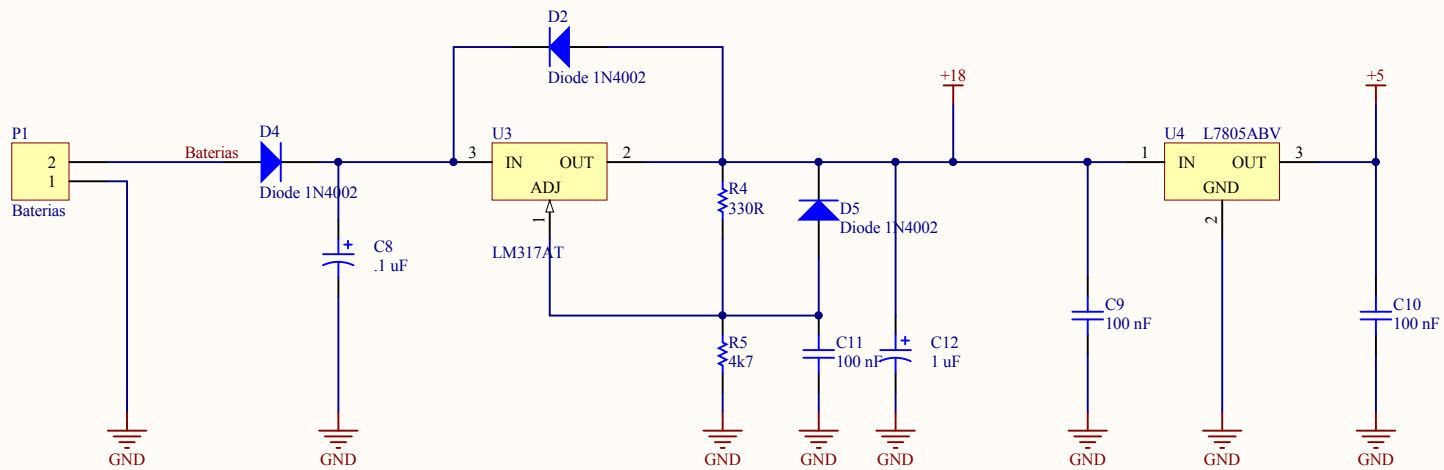 D2
Diode 1N4002
+18
+5
P1
2
1
Baterias
Baterias
D4
Diode 1N4002
U3
3
IN
OUT
2
ADJ
1
LM317AT
C8
.1 uF
R4
330R
D5
Diode 1N4002
R5
4k7
C11
100 nF
C12
1 uF
U4
L7805ABV
1
IN
OUT
3
GND
2
C9
100 nF
C10
100 nF
GND
GND
GND
GND
GND
GND
GND
GND